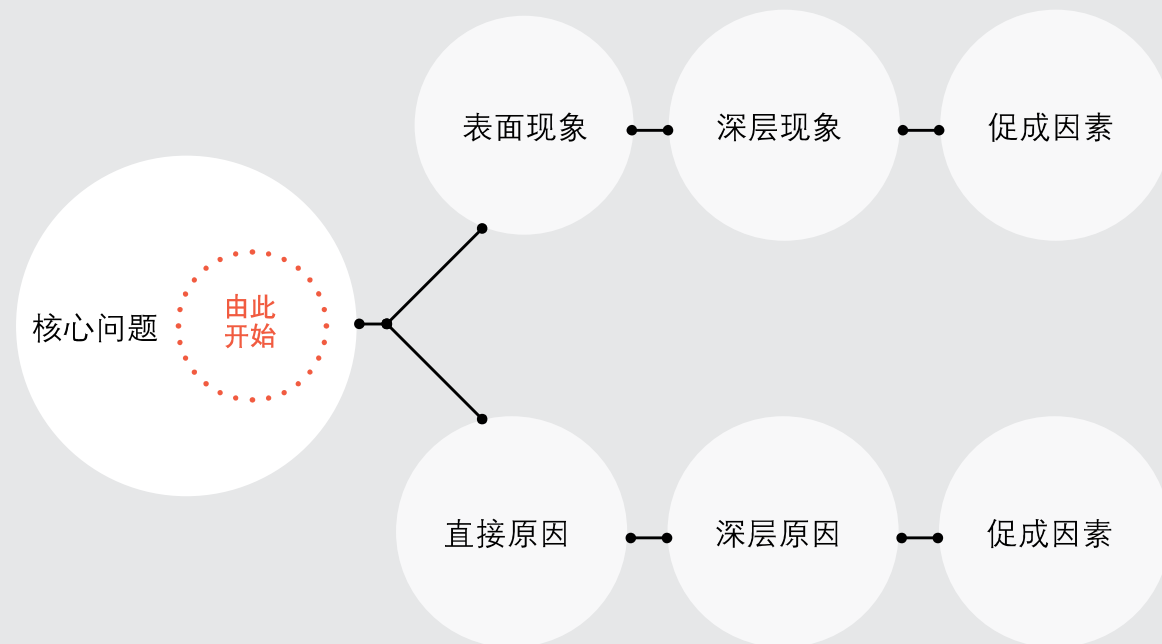 表面现象
深层现象
促成因素
核心问题
由此
开始
直接原因
深层原因
促成因素